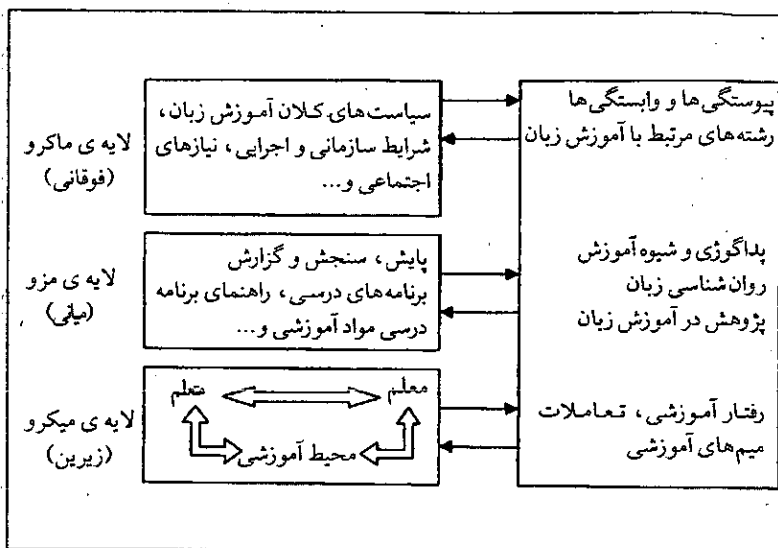 پیوستگی‌ها و وابستگی‌ها
رشته‌های مرتبط با آموزش زبان
سیاست‌های کلان آموزش زبان،
شرایط سازمانی و اجرایی، نیازهای
اجتماعی و...
لایه ی ماکرو
(فوقانی)
پداگوژی و شیوه آموزش
روان شناسی زبان
پژوهش در آموزش زبان
پایش، سنجش و گزارش
برنامه‌های درسی، راهنمای برنامه
درسی مواد آموزشی و...
لایه ی مزو
(میانی)
رفتار آموزشی، تعاملات
میم‌های آموزشی
معلم
متعلم
محیط آموزشی
لایه ی میکرو
(زیرین)